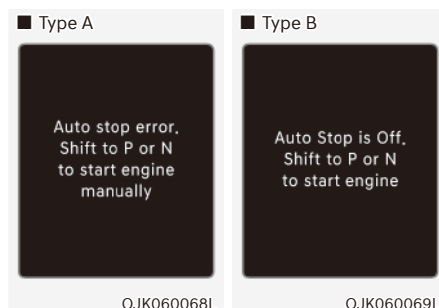 ■ Type A
Auto stop error.
Shift to P or N
to start engine
manually
OJK060068L
■ Type B
Auto Stop is Off.
Shift to P or N
to start engine
OJK060069L